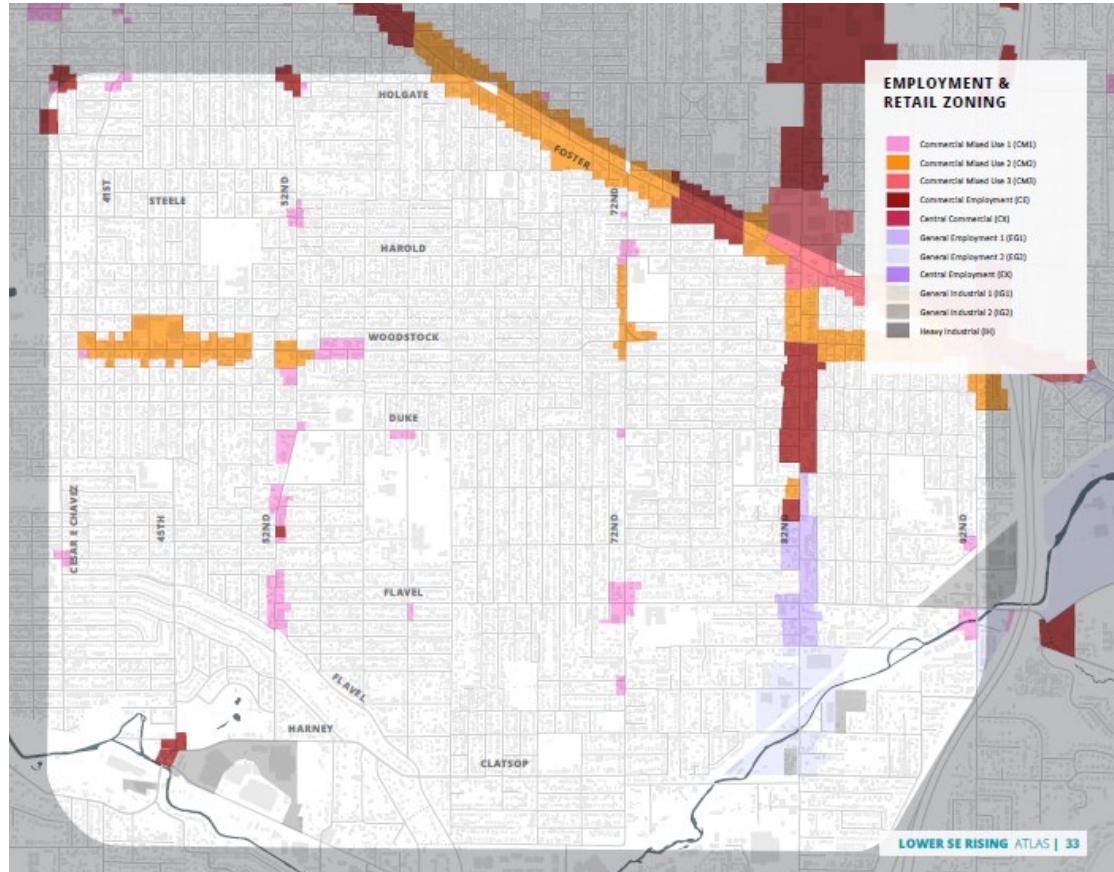 EMPLOYMENT &
RETAIL ZONING
Commercial Mixed Use 1 (CM1)
Commercial Mixed Use 2 (CM2)
Commercial Mixed Use 3 (CM3)
Commercial Employment (CE)
Central Commercial (CX)
General Employment 1 (EG1)
General Employment 2 (EG2)
Central Employment (EX)
General Industrial 1 (IG1)
General Industrial 2 (IG2)
Heavy Industrial (IH)
HOLGATE
FOSTER
41ST
STEELE
52ND
72ND
HAROLD
WOODSTOCK
DUKE
CESAR E CHAVEZ
45TH
52ND
72ND
82ND
92ND
FLAVEL
FLAVEL
HARNEY
CLATSOP
LOWER SE RISING ATLAS | 33